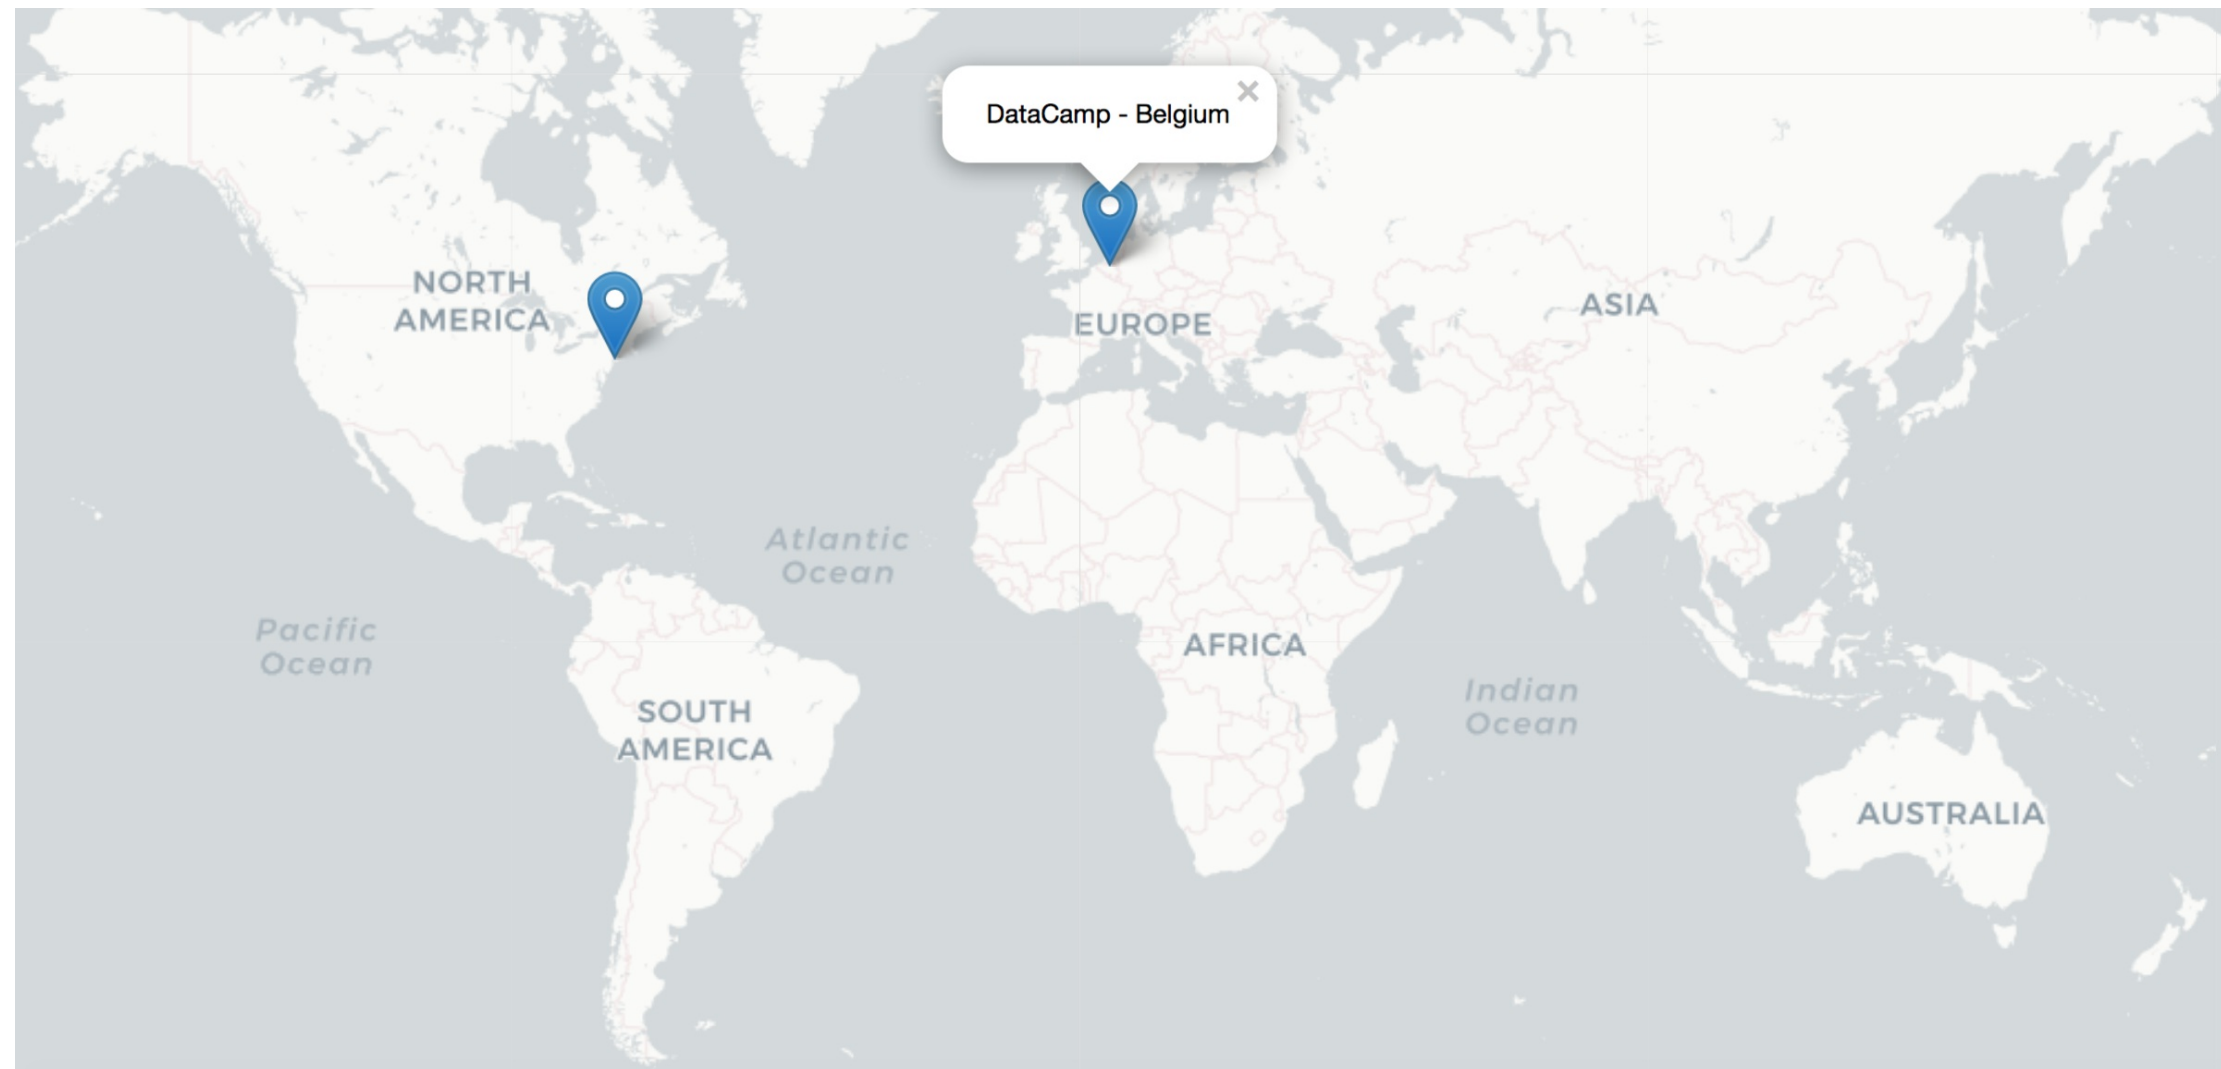 DataCamp - Belgium
×
NORTH
AMERICA
EUROPE
ASIA
Atlantic
Ocean
Pacific
Ocean
AFRICA
SOUTH
AMERICA
Indian
Ocean
AUSTRALIA